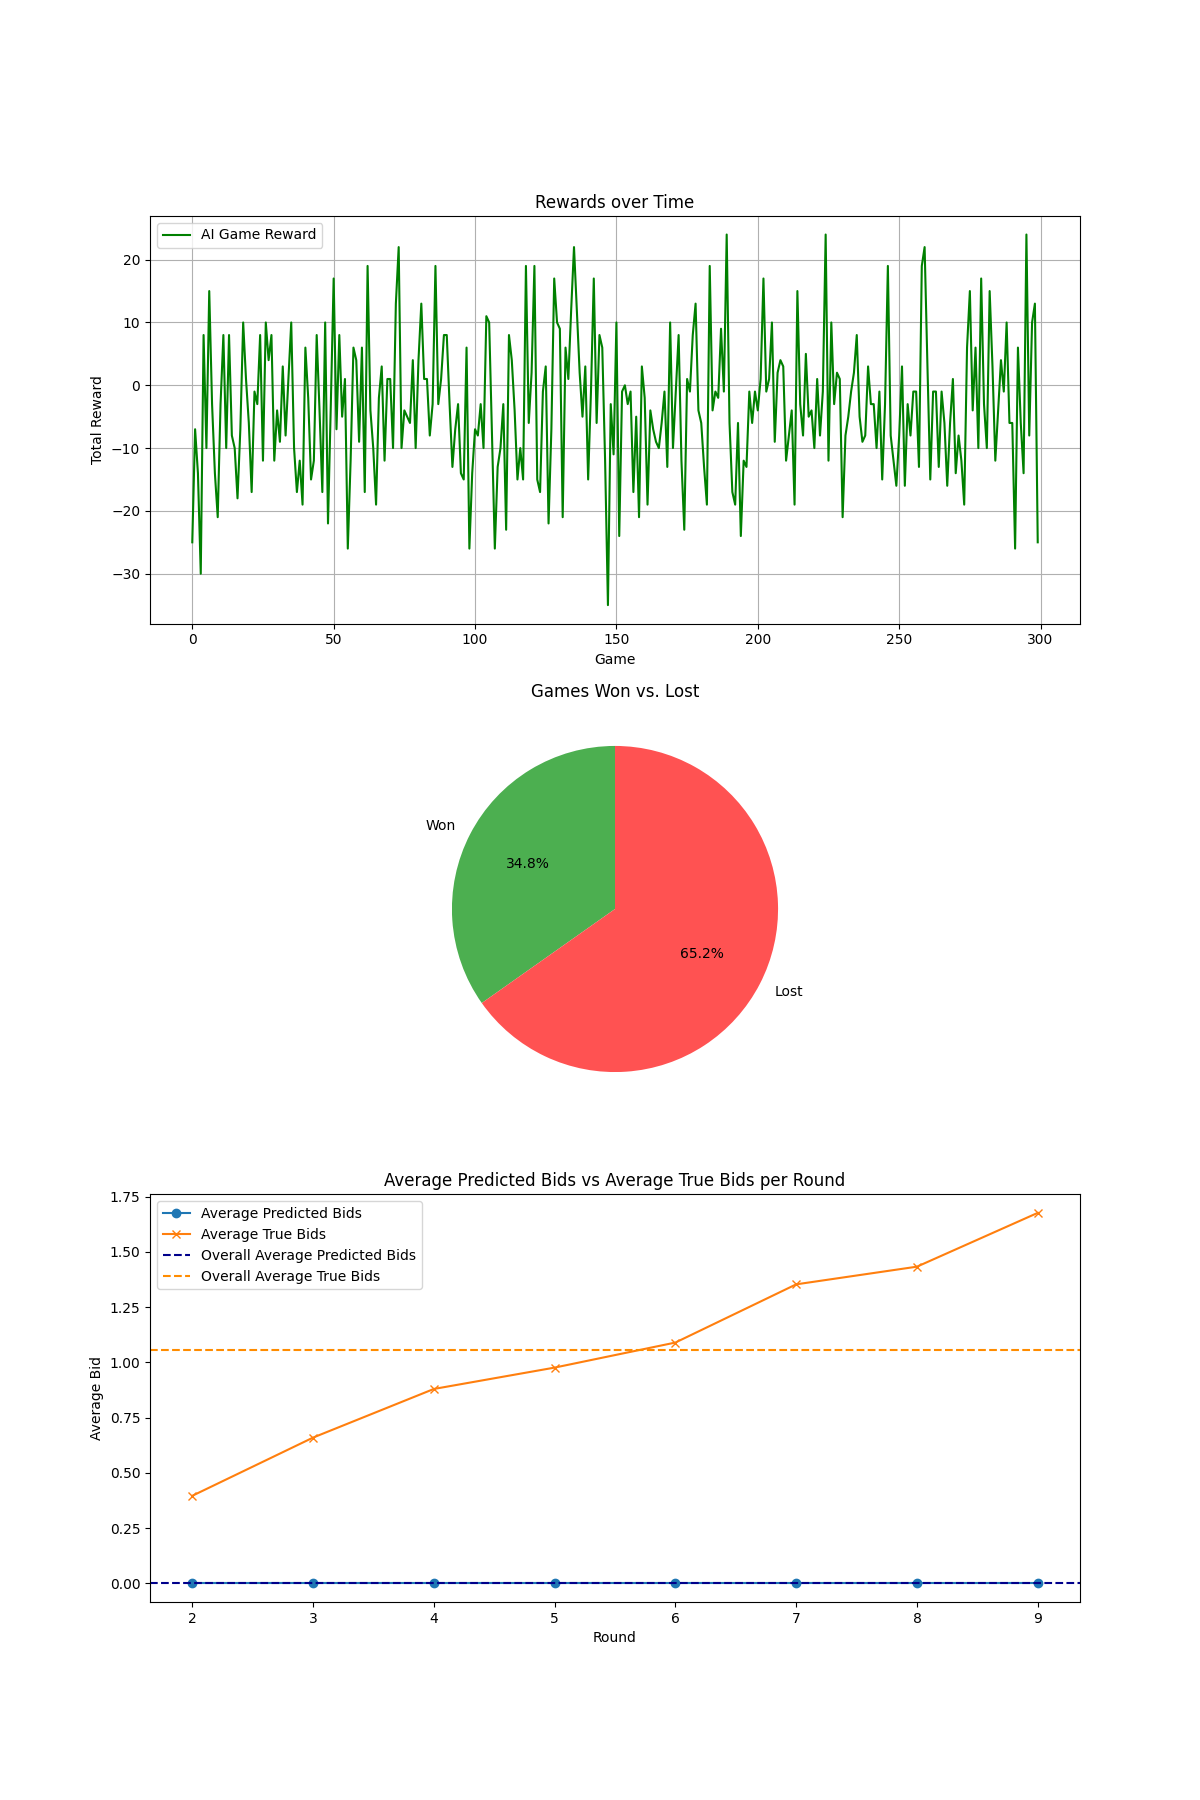 Rewards over Time
AI Game Reward
Total Reward
20
10
0
−10
−20
−30
0 50 100 150 200 250 300
Game
Games Won vs. Lost
Won
34.8%
65.2%
Lost
Average Predicted Bids vs Average True Bids per Round
Average Predicted Bids
Average True Bids
Overall Average Predicted Bids
Overall Average True Bids
Average Bid
1.75
1.50
1.25
1.00
0.75
0.50
0.25
0.00
2 3 4 5 6 7 8 9
Round